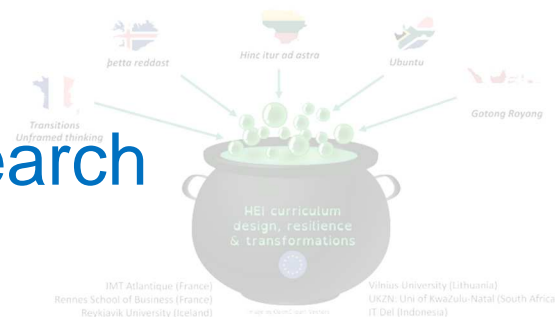 Hinc itur ad astra
þetta reddast
Ubuntu
Gotong Royong
Transitions
Unframed thinking
earch
HEI curriculum
design, resilience
& transformations
IMT Atlantique (France)
Rennes School of Business (France)
Reykjavik University (Iceland)
Vilnius University (Lithuania)
UKZN: Uni of KwaZulu-Natal (South Africa
IT Del (Indonesia)